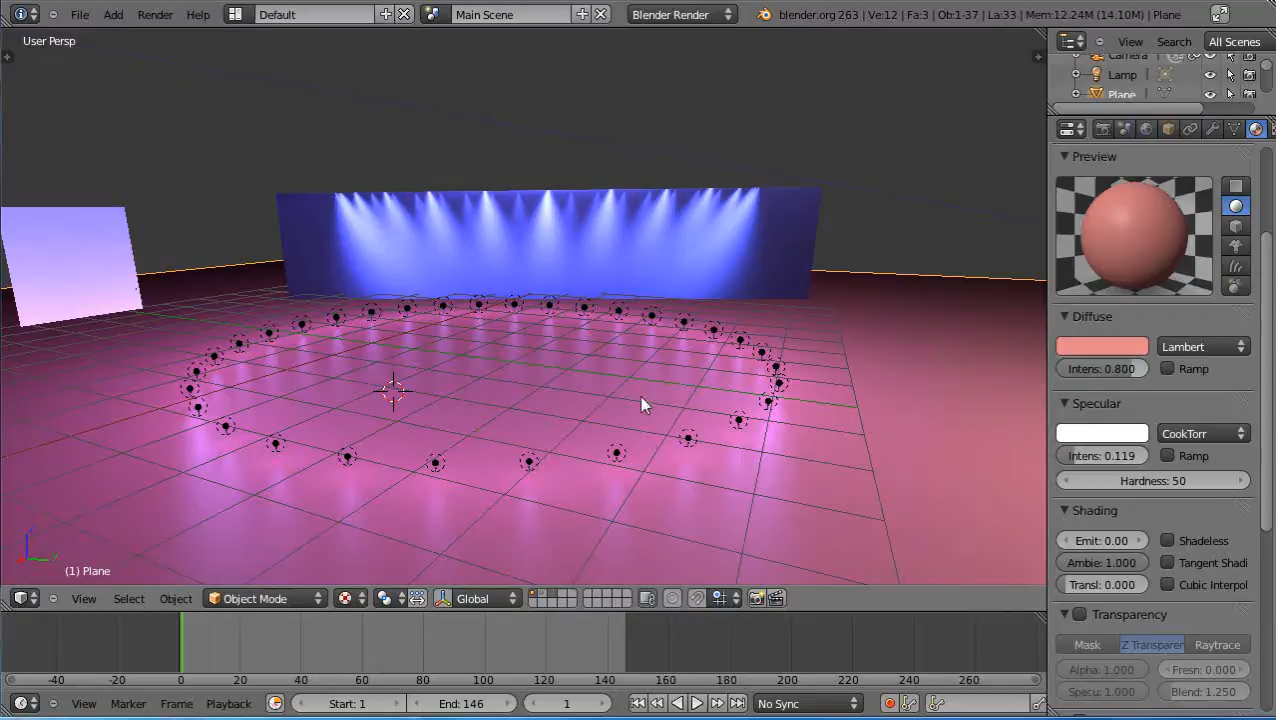 File Add Render Help Default Main Scene Blender Render blender.org 263 | Ve:12 | Fa:3 | Ob:1-37 | La:33 | Mem:12.24M (14.10M) | Plane
User Persp
View Search All Scenes
Camera
Lamp
Plane
Preview
Diffuse
Lambert
Intens: 0.800 Ramp
Specular
CookTorr
Intens: 0.119 Ramp
Hardness: 50
Shading
Emit: 0.00 Shadeless
Ambie: 1.000 Tangent Shadi
Transl: 0.000 Cubic Interpol
Transparency
Mask Z Transparen Raytrace
Alpha: 1.000 Fresn: 0.000
Specu: 1.000 Blend: 1.250
(1) Plane
View Select Object Object Mode Global
-40 -20 0 20 40 60 80 100 120 140 160 180 200 220 240 260
View Marker Frame Playback Start: 1 End: 146 1 No Sync